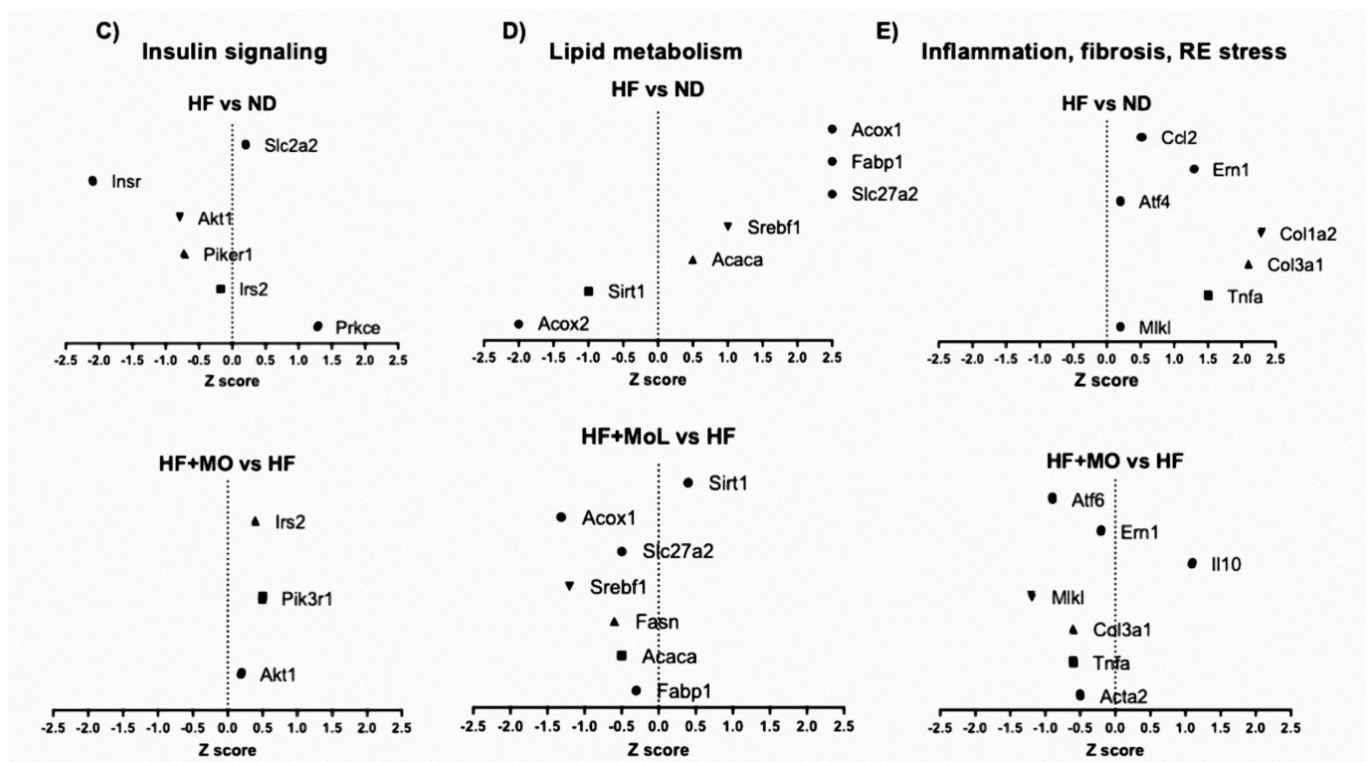 C)
Insulin signaling
HF vs ND
Slc2a2
Insr
Akt1
Piker1
Irs2
Prkce
-2.5 -2.0 -1.5 -1.0 -0.5 0.0 0.5 1.0 1.5 2.0 2.5
Z score
HF+MO vs HF
Irs2
Pik3r1
Akt1
-2.5 -2.0 -1.5 -1.0 -0.5 0.0 0.5 1.0 1.5 2.0 2.5
Z score
D)
Lipid metabolism
HF vs ND
Acox1
Fabp1
Slc27a2
Srebf1
Acaca
Sirt1
Acox2
-2.5 -2.0 -1.5 -1.0 -0.5 0.0 0.5 1.0 1.5 2.0 2.5
Z score
HF+MoL vs HF
Sirt1
Acox1
Slc27a2
Srebf1
Fasn
Acaca
Fabp1
-2.5 -2.0 -1.5 -1.0 -0.5 0.0 0.5 1.0 1.5 2.0 2.5
Z score
E)
Inflammation, fibrosis, RE stress
HF vs ND
Ccl2
Ern1
Atf4
Col1a2
Col3a1
Tnfa
Mlkl
-2.5 -2.0 -1.5 -1.0 -0.5 0.0 0.5 1.0 1.5 2.0 2.5
Z score
HF+MO vs HF
Atf6
Ern1
Il10
Mlkl
Col3a1
Tnfa
Acta2
-2.5 -2.0 -1.5 -1.0 -0.5 0.0 0.5 1.0 1.5 2.0 2.5
Z score